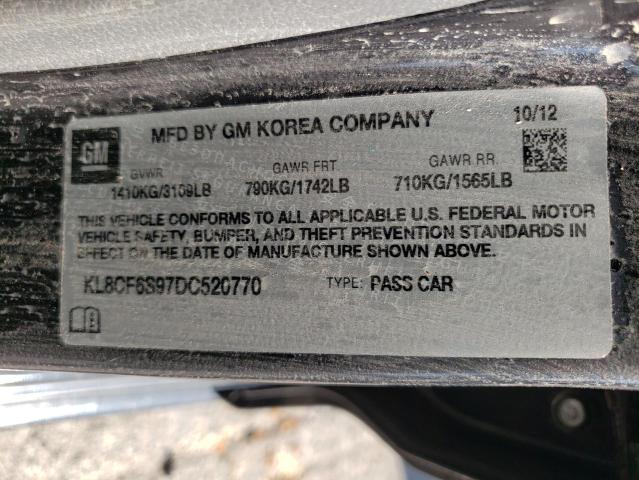 GM
MFD BY GM KOREA COMPANY 10/12
GVWR GAWR FRT GAWR RR
1410KG/3109LB 790KG/1742LB 710KG/1565LB
THIS VEHICLE CONFORMS TO ALL APPLICABLE U.S. FEDERAL MOTOR
VEHICLE SAFETY, BUMPER, AND THEFT PREVENTION STANDARDS
IN EFFECT ON THE DATE OF MANUFACTURE SHOWN ABOVE.
KL8CF6S97DC520770 TYPE: PASS CAR